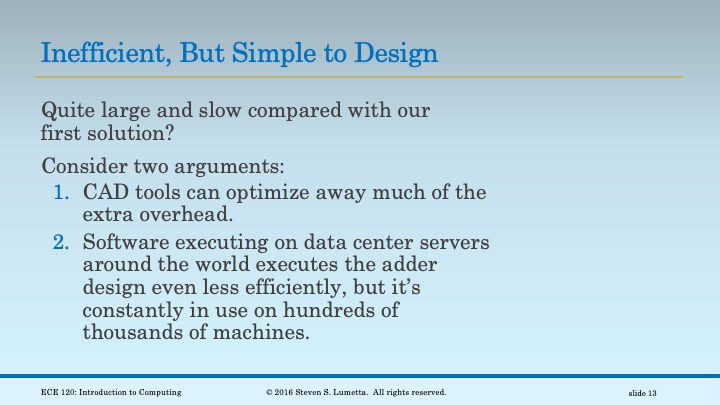 Inefficient, But Simple to Design
Quite large and slow compared with our
first solution?
Consider two arguments:
1. CAD tools can optimize away much of the
extra overhead.
2. Software executing on data center servers
around the world executes the adder
design even less efficiently, but it’s
constantly in use on hundreds of
thousands of machines.
ECE 120: Introduction to Computing © 2016 Steven S. Lumetta. All rights reserved. slide 13